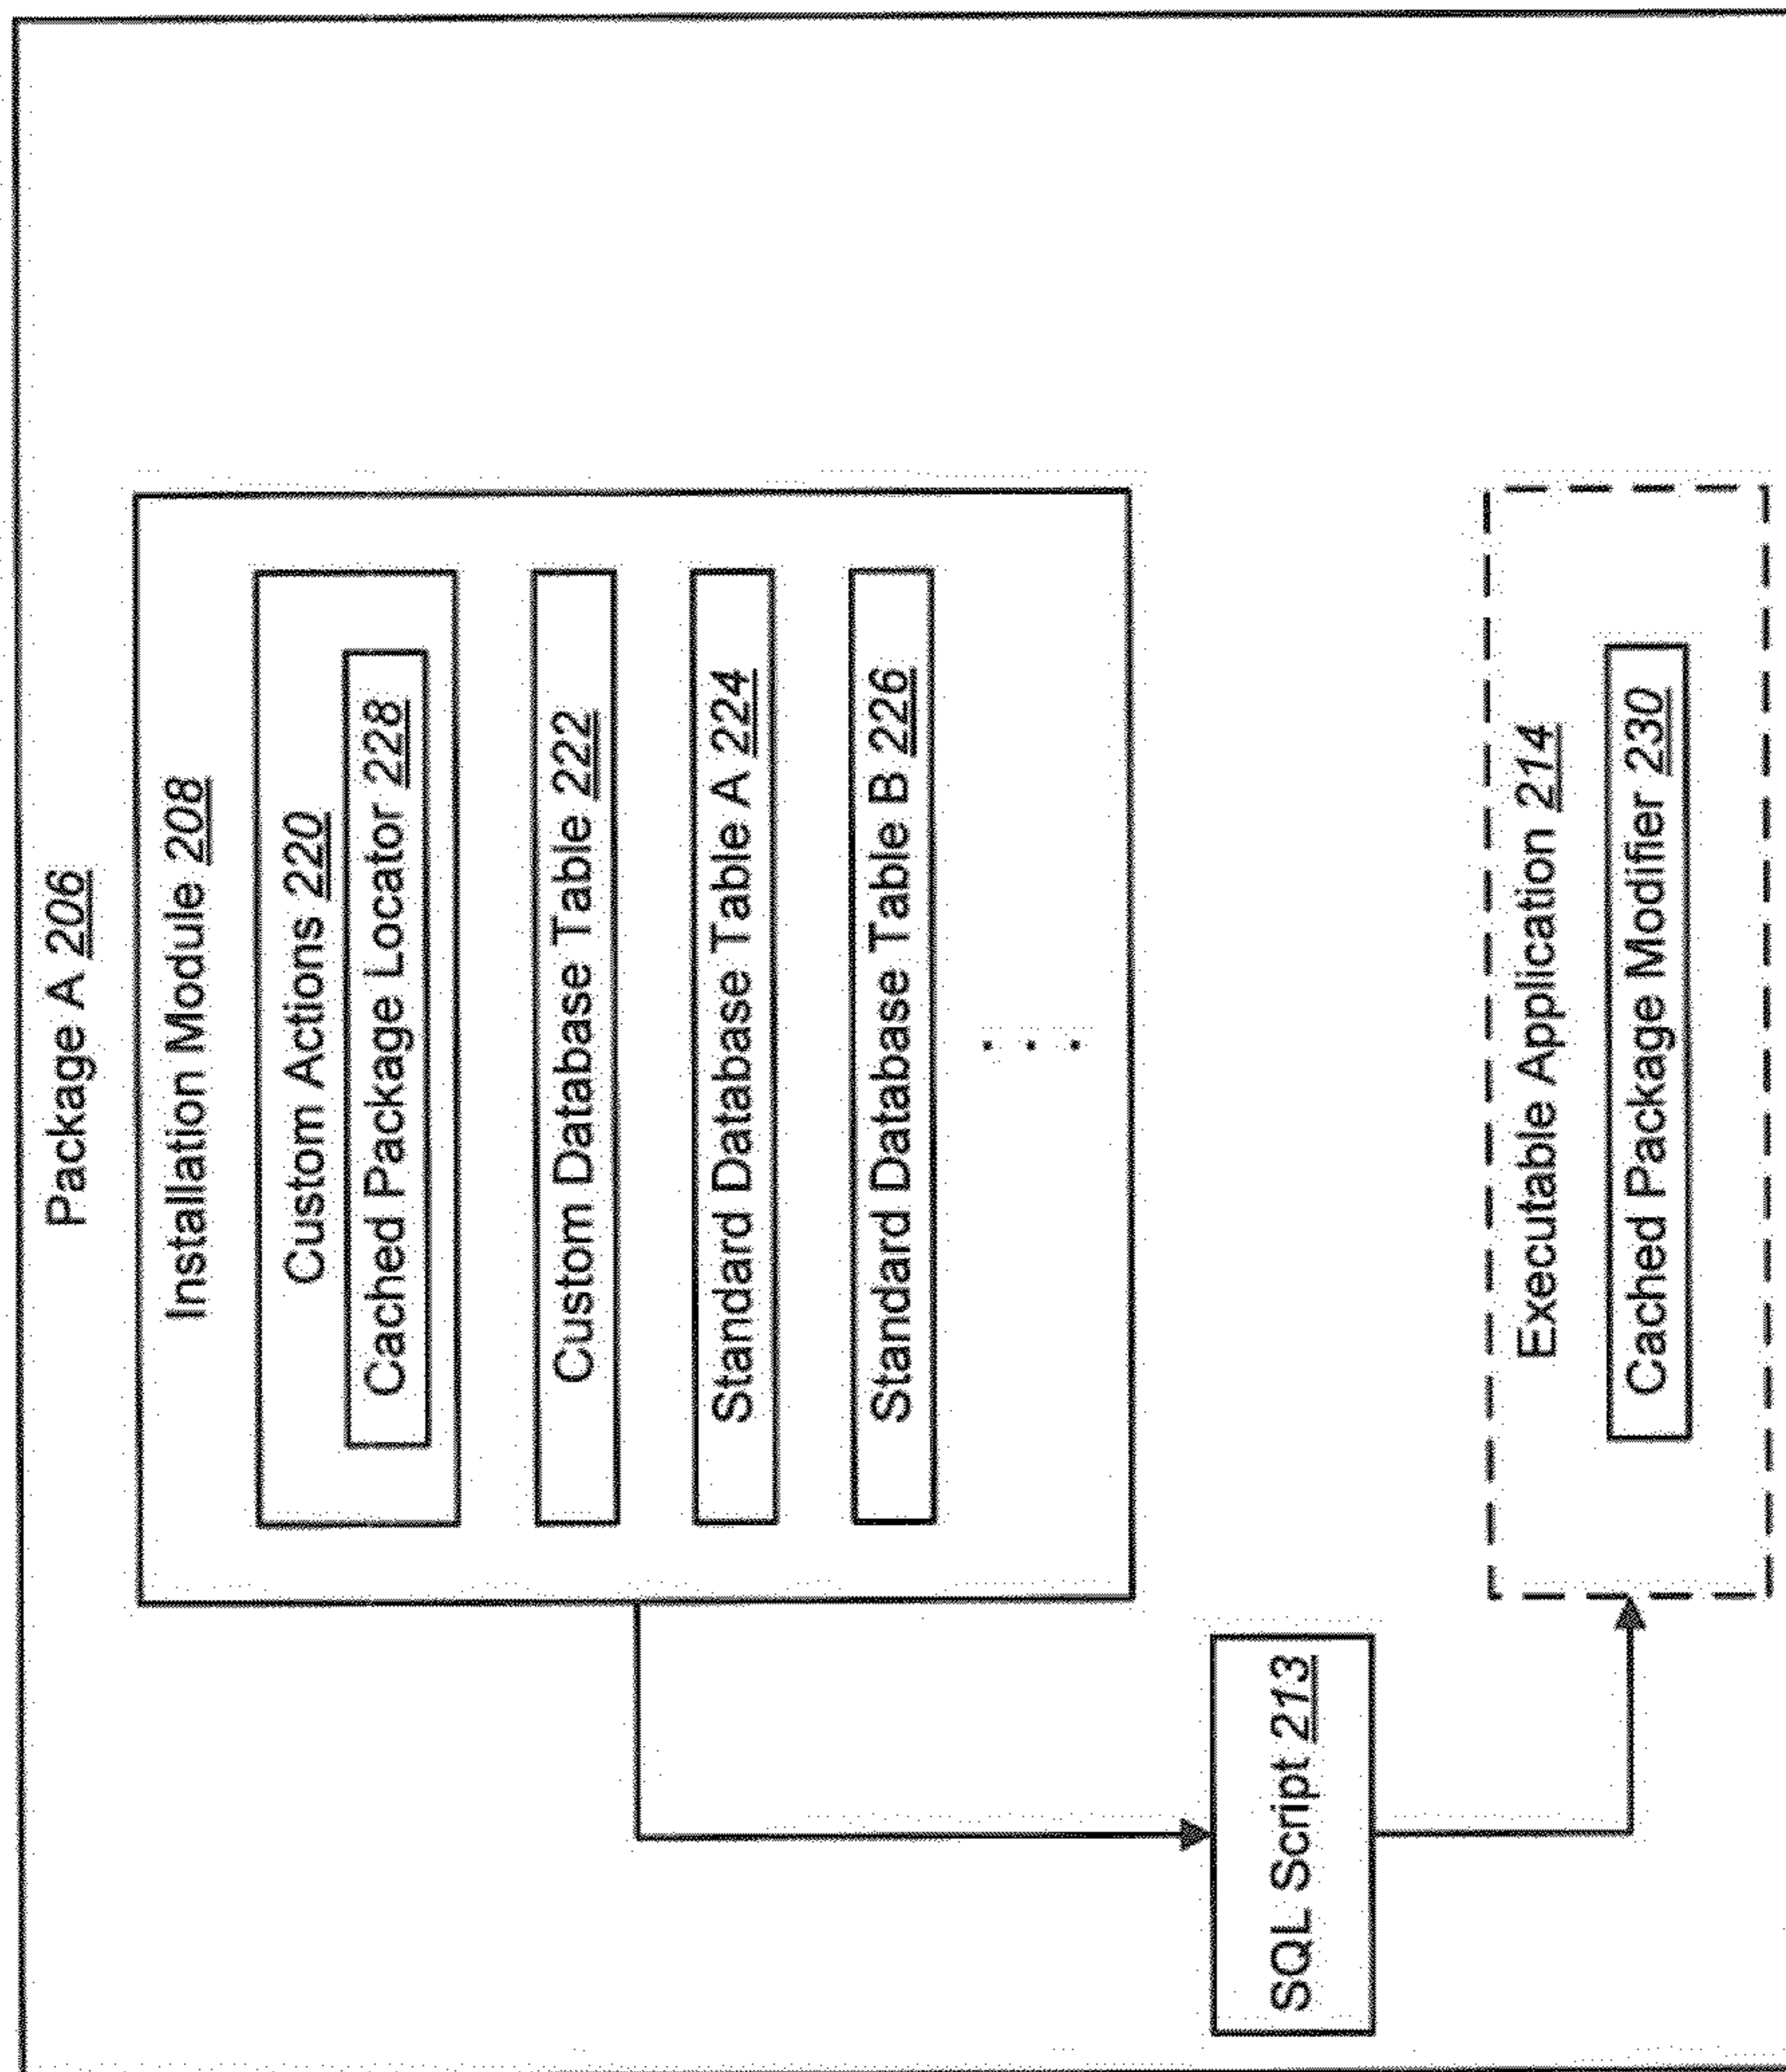 Package A 206
Installation Module 208
Custom Actions 220
Cached Package Locator 228
Custom Database Table 222
Standard Database Table A 224
Standard Database Table B 226
SQL Script 213
Executable Application 214
Cached Package Modifier 230